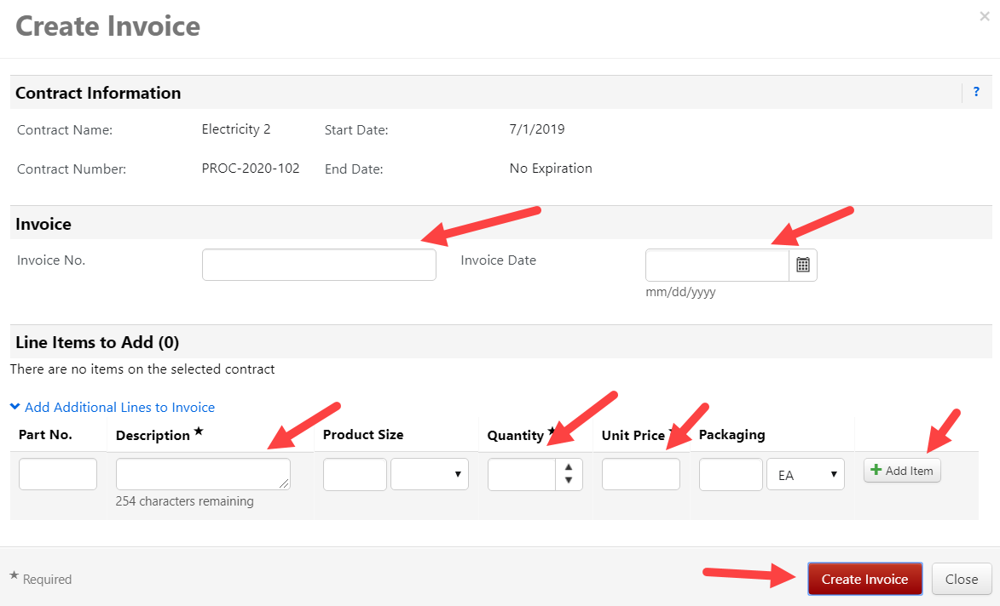 Create Invoice ×
Contract Information ?
Contract Name: Electricity 2 Start Date: 7/1/2019
Contract Number: PROC-2020-102 End Date: No Expiration
Invoice
Invoice No. Invoice Date
mm/dd/yyyy
Line Items to Add (0)
There are no items on the selected contract
Add Additional Lines to Invoice
Part No. Description ★ Product Size Quantity ★ Unit Price ★ Packaging
EA Add Item
254 characters remaining
★ Required Create Invoice Close